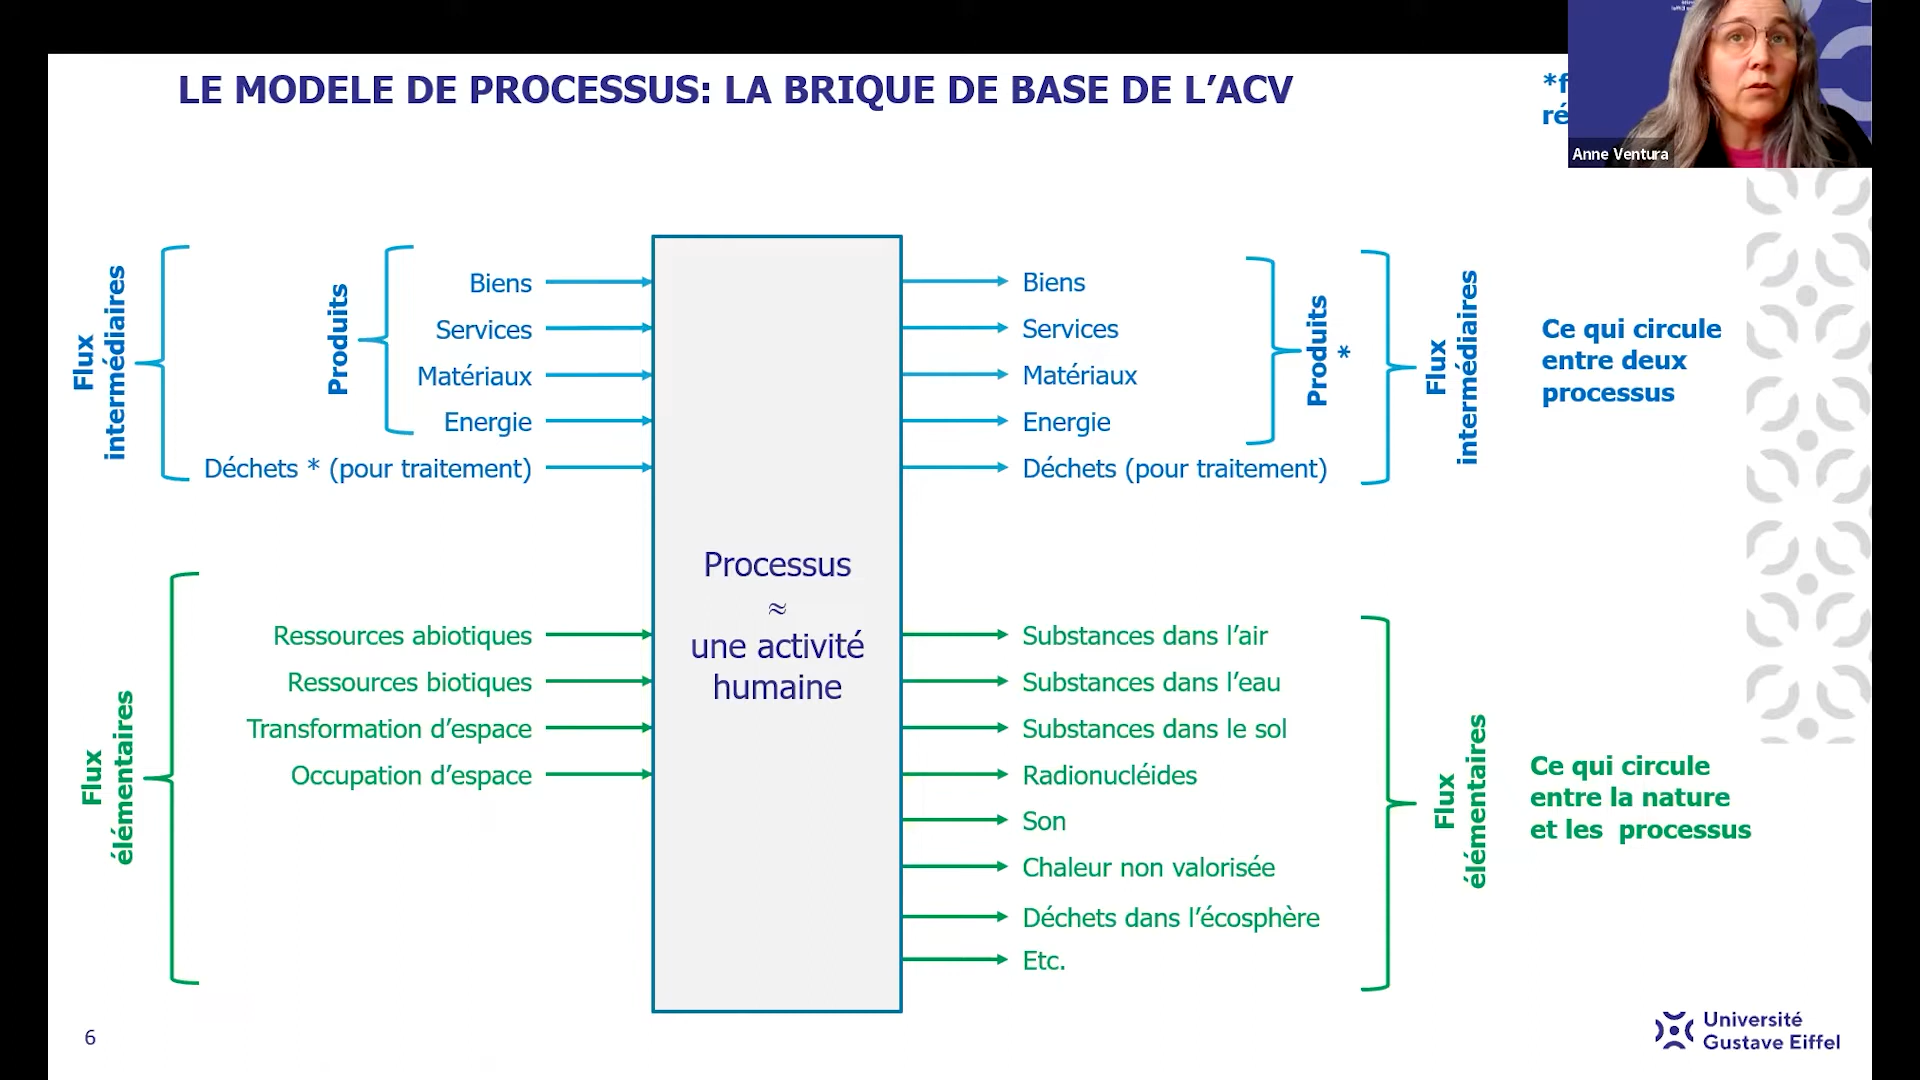 LE MODELE DE PROCESSUS: LA BRIQUE DE BASE DE L'ACV
Anne Ventura
Flux
intermédiaires
Produits
Biens
Services
Matériaux
Energie
Déchets * (pour traitement)
Flux
élémentaires
Ressources abiotiques
Ressources biotiques
Transformation d'espace
Occupation d'espace
Processus
≈
une activité
humaine
Biens
Services
Matériaux
Energie
Déchets (pour traitement)
Produits
*
Flux
intermédiaires
Ce qui circule
entre deux
processus
Substances dans l'air
Substances dans l'eau
Substances dans le sol
Radionucléides
Son
Chaleur non valorisée
Déchets dans l'écosphère
Etc.
Flux
élémentaires
Ce qui circule
entre la nature
et les processus
6
Université
Gustave Eiffel